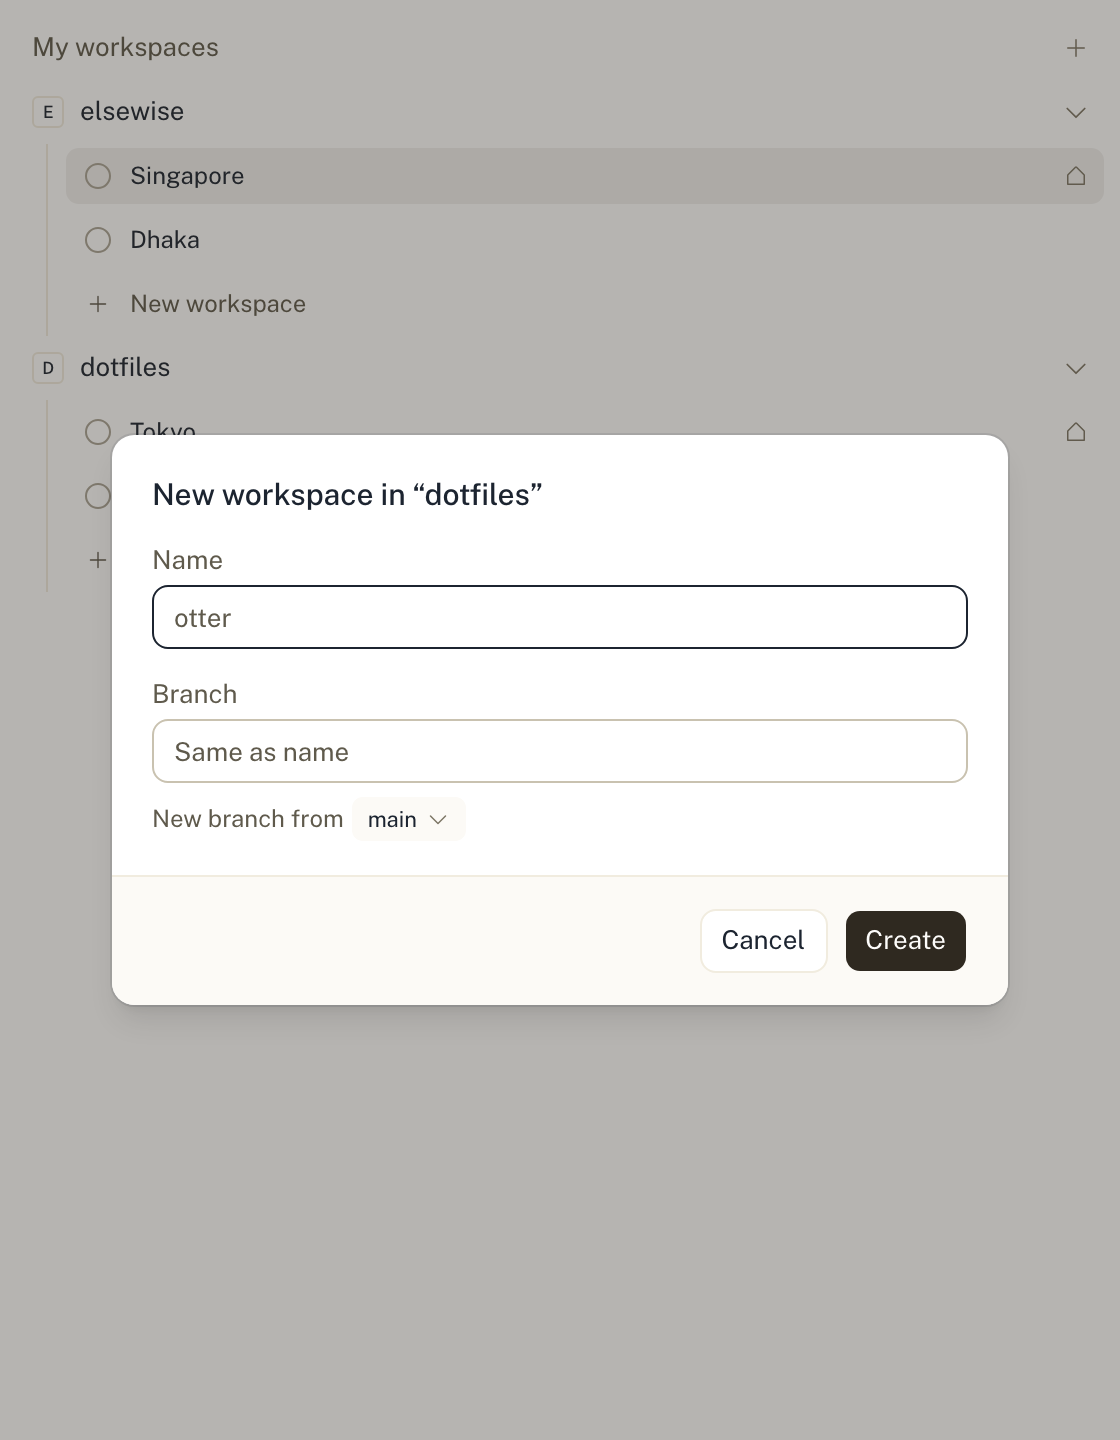 My workspaces
E elsewise
Singapore
Dhaka
New workspace
D dotfiles
Tokyo
New workspace in “dotfiles”
Name
otter
Branch
Same as name
New branch from main
Cancel Create